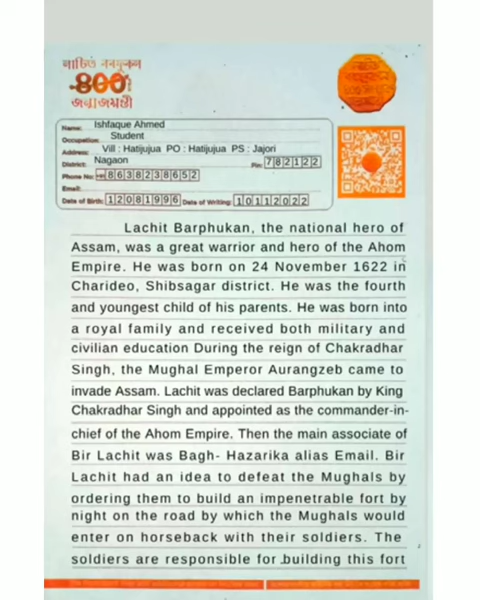 লাচিত বৰফুকন
400
জন্মজয়ন্তী
Name: Ishfaque Ahmed
Occupation: Student
Address: Vill : Hatijujua PO : Hatijujua PS : Jajori
District: Nagaon Pin: 782122
Phone No: +91 8638238652
Email:
Date of Birth: 12081996 Date of Writing: 10112022
Lachit Barphukan, the national hero of
Assam, was a great warrior and hero of the Ahom
Empire. He was born on 24 November 1622 in
Charideo, Shibsagar district. He was the fourth
and youngest child of his parents. He was born into
a royal family and received both military and
civilian education During the reign of Chakradhar
Singh, the Mughal Emperor Aurangzeb came to
invade Assam. Lachit was declared Barphukan by King
Chakradhar Singh and appointed as the commander-in-
chief of the Ahom Empire. Then the main associate of
Bir Lachit was Bagh- Hazarika alias Email. Bir
Lachit had an idea to defeat the Mughals by
ordering them to build an impenetrable fort by
night on the road by which the Mughals would
enter on horseback with their soldiers. The
soldiers are responsible for building this fort